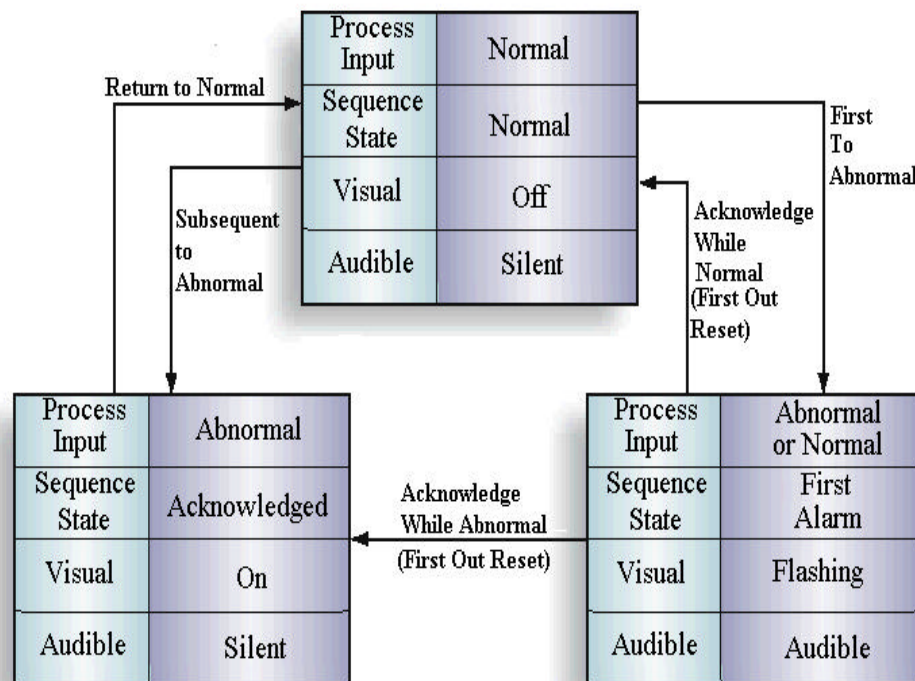 Process
Input
Normal
Sequence
State
Normal
Visual
Off
Audible
Silent
Return to Normal
First
To
Abnormal
Subsequent
to
Abnormal
Acknowledge
While
Normal
(First Out
Reset)
Process
Input
Abnormal
Sequence
State
Acknowledged
Visual
On
Audible
Silent
Acknowledge
While Abnormal
(First Out Reset)
Process
Input
Abnormal
or Normal
Sequence
State
First
Alarm
Visual
Flashing
Audible
Audible